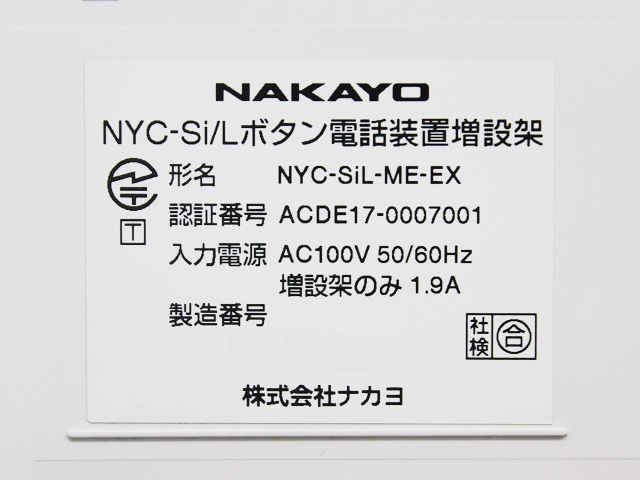 NAKAYO
NYC-Si/Lボタン電話装置増設架
形名 NYC-SiL-ME-EX
T 認証番号 ACDE17-0007001
入力電源 AC100V 50/60Hz
増設架のみ 1.9A
製造番号
社検 合
株式会社ナカヨ